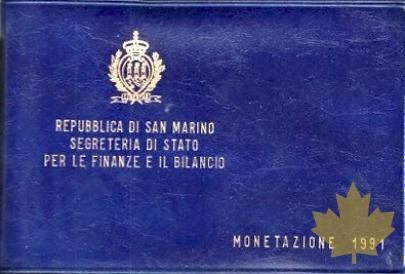 REPUBBLICA DI SAN MARINO
SEGRETERIA DI STATO
PER LE FINANZE E IL BILANCIO
MONETAZIONE 1991